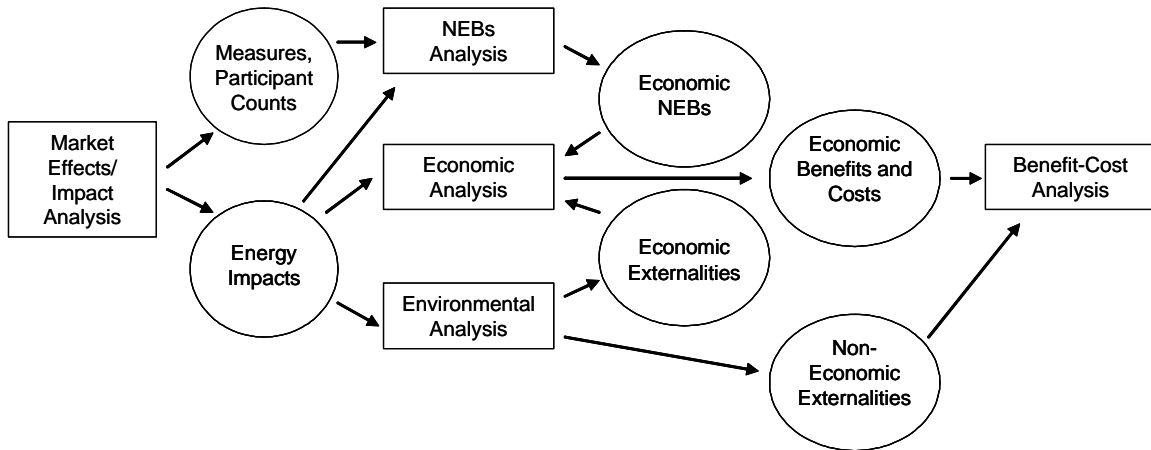 Measures,
Participant
Counts
NEBs
Analysis
Economic
NEBs
Market
Effects/
Impact
Analysis
Economic
Analysis
Economic
Benefits and
Costs
Benefit-Cost
Analysis
Energy
Impacts
Economic
Externalities
Environmental
Analysis
Non-
Economic
Externalities